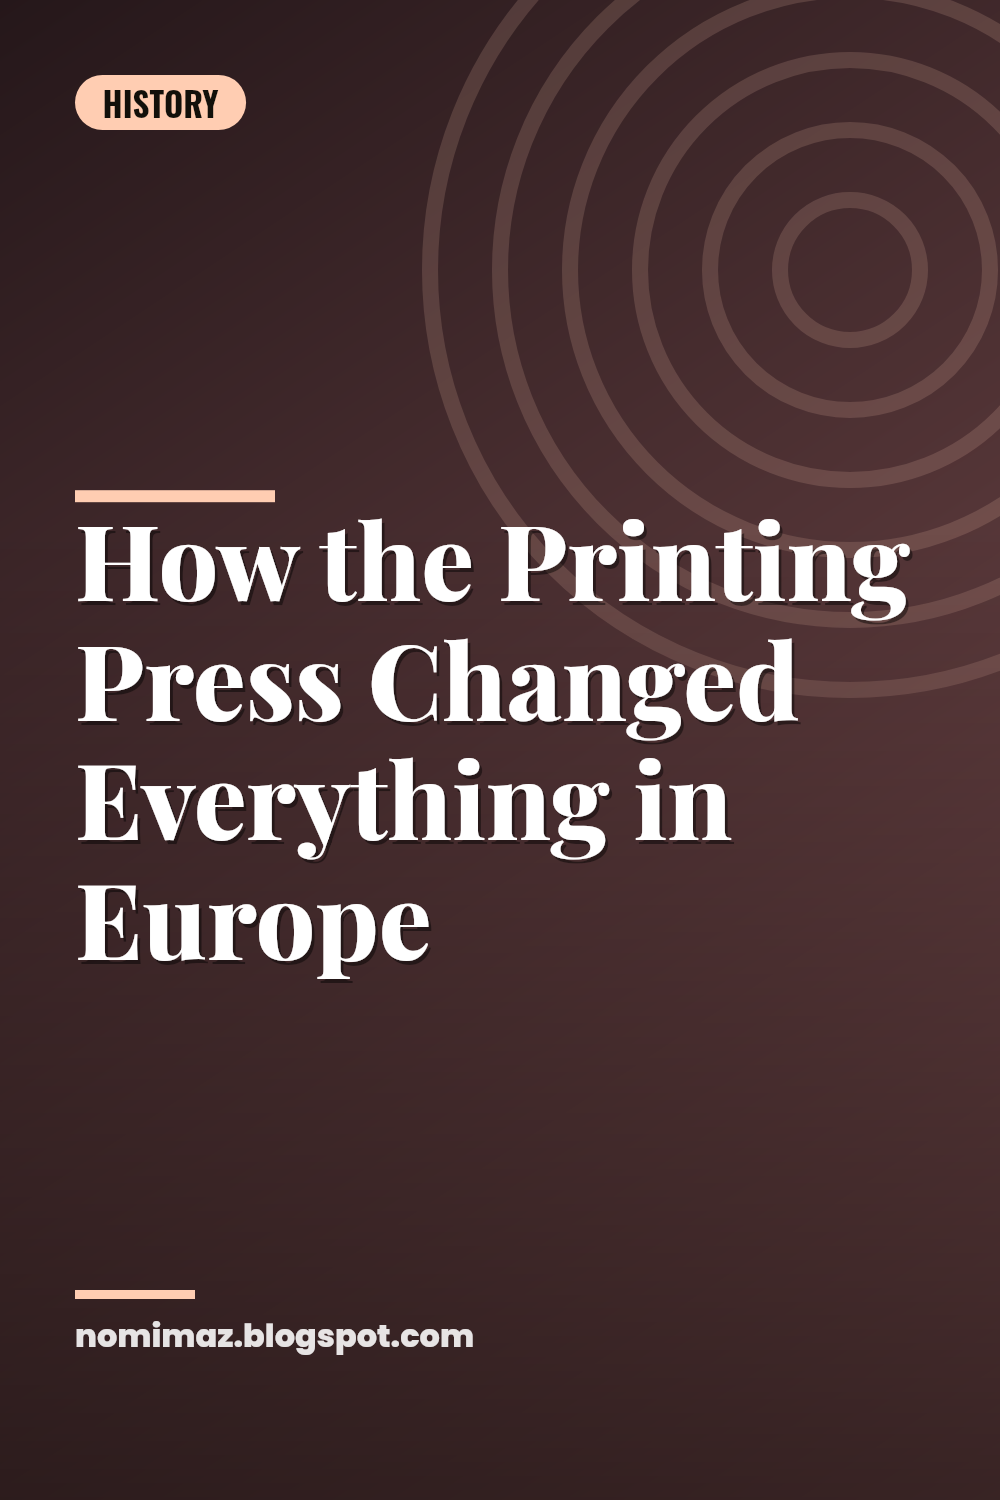 HISTORY
How the Printing
Press Changed
Everything in
Europe
nomimaz.blogspot.com